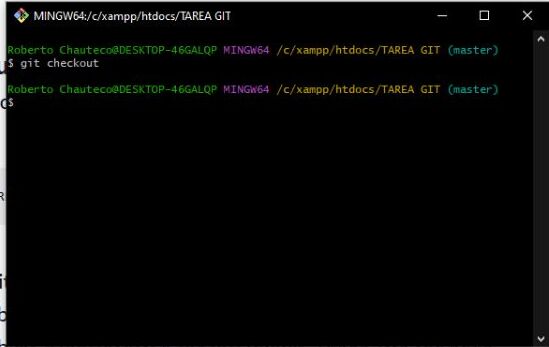 MINGW64:/c/xampp/htdocs/TAREA GIT
Roberto Chauteco@DESKTOP-46GALQP MINGW64 /c/xampp/htdocs/TAREA GIT (master)
$ git checkout
Roberto Chauteco@DESKTOP-46GALQP MINGW64 /c/xampp/htdocs/TAREA GIT (master)
$